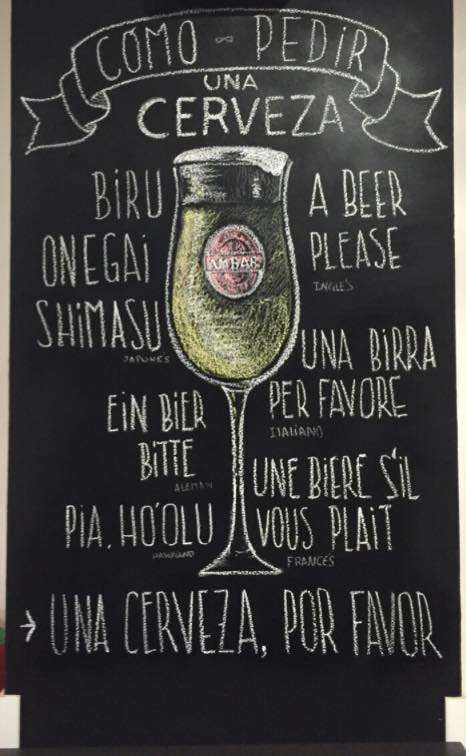 CÓMO - PEDIR
UNA
CERVEZA
BIRU
ONEGAI
SHIMASU
JAPONÉS
A BEER
PLEASE
INGLÉS
AMBAR
UNA BIRRA
PER FAVORE
ITALIANO
EIN BIER
BITTE
ALEMAN
UNE BIERE S'IL
VOUS PLAIT
FRANCÉS
PIA, HO'OLU
HAWAIANO
→ UNA CERVEZA, POR FAVOR